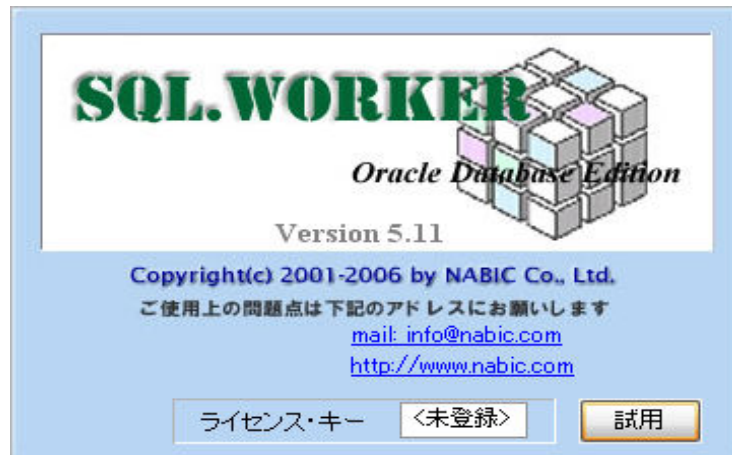 SQL.WORKER
Oracle Database Edition
Version 5.11
Copyright(c) 2001-2006 by NABIC Co., Ltd.
ご使用上の問題点は下記のアドレスにお願いします
mail: info@nabic.com
http://www.nabic.com
ライセンス・キー <未登録> 試用